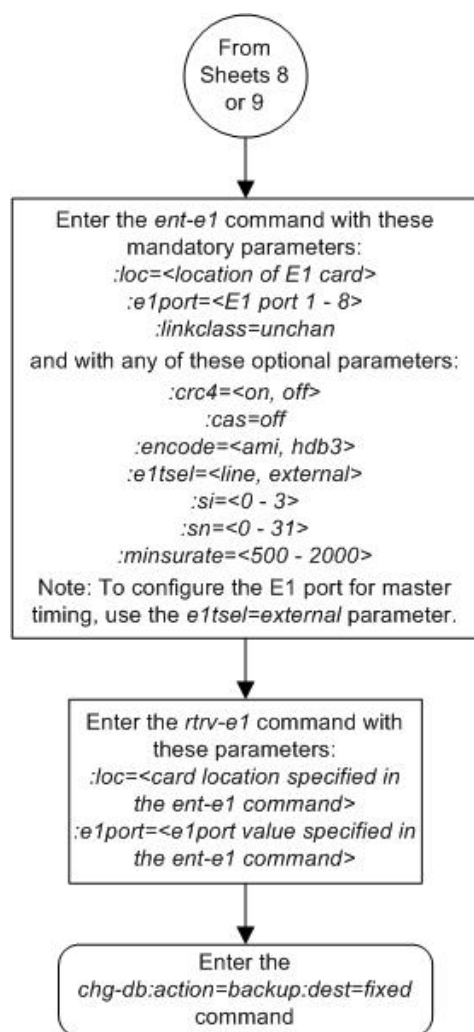 From
Sheets 8
or 9
Enter the ent-e1 command with these
mandatory parameters:
:loc=<location of E1 card>
:e1port=<E1 port 1 - 8>
:linkclass=unchan
and with any of these optional parameters:
:crc4=<on, off>
:cas=off
:encode=<ami, hdb3>
:e1tsel=<line, external>
:si=<0 - 3>
:sn=<0 - 31>
:minsurate=<500 - 2000>
Note: To configure the E1 port for master
timing, use the e1tsel=external parameter.
Enter the rtrv-e1 command with
these parameters:
:loc=<card location specified in
the ent-e1 command>
:e1port=<e1port value specified in
the ent-e1 command>
Enter the
chg-db:action=backup:dest=fixed
command